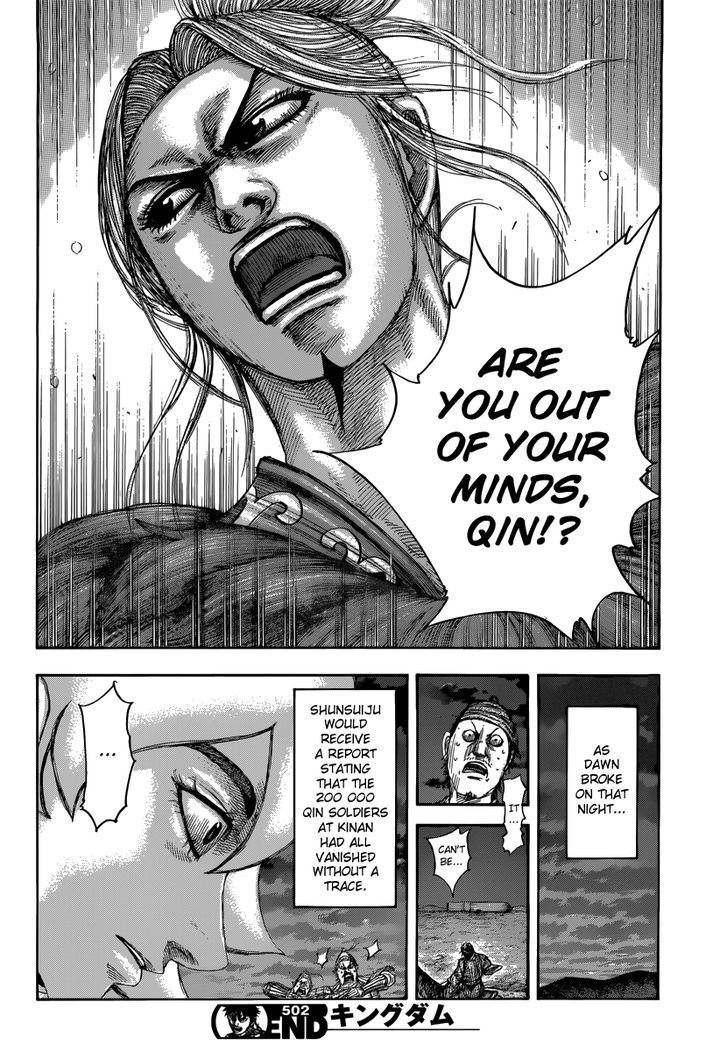 ARE
YOU OUT
OF YOUR
MINDS,
QIN!?
AS
DAWN
BROKE
ON THAT
NIGHT...
IT...
CAN'T
BE...
SHUNSUIJU
WOULD
RECEIVE
A REPORT
STATING
THAT THE
200 000
QIN SOLDIERS
AT KINAN
HAD ALL
VANISHED
WITHOUT A
TRACE.
...
502
END キングダム